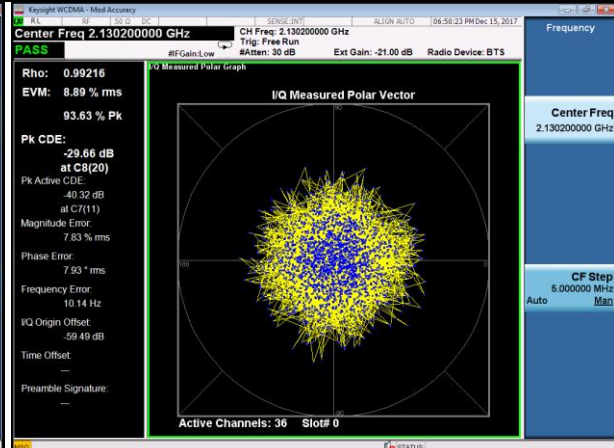 Keysight WCDMA - Mod Accuracy
RL RF 50 Ω DC SENSE:INT ALIGN AUTO 06:50:23 PM Dec 15, 2017
Center Freq 2.130200000 GHz
CH Freq: 2.130200000 GHz
Trig: Free Run
PASS
#IFGain:Low #Atten: 30 dB Ext Gain: -21.00 dB Radio Device: BTS
Frequency
Rho: 0.99216
EVM: 8.89 % rms
93.63 % Pk
Pk CDE:
-29.66 dB
at C8(20)
Pk Active CDE:
-40.32 dB
at C7(11)
Magnitude Error:
7.83 % rms
Phase Error:
7.93 ° rms
Frequency Error:
10.14 Hz
I/Q Origin Offset:
-59.49 dB
Time Offset:
---
Preamble Signature:
---
I/Q Measured Polar Graph
I/Q Measured Polar Vector
90
180
0
-90
Active Channels: 36 Slot# 0
Center Freq
2.130200000 GHz
CF Step
5.000000 MHz
Auto Man
MSG STATUS